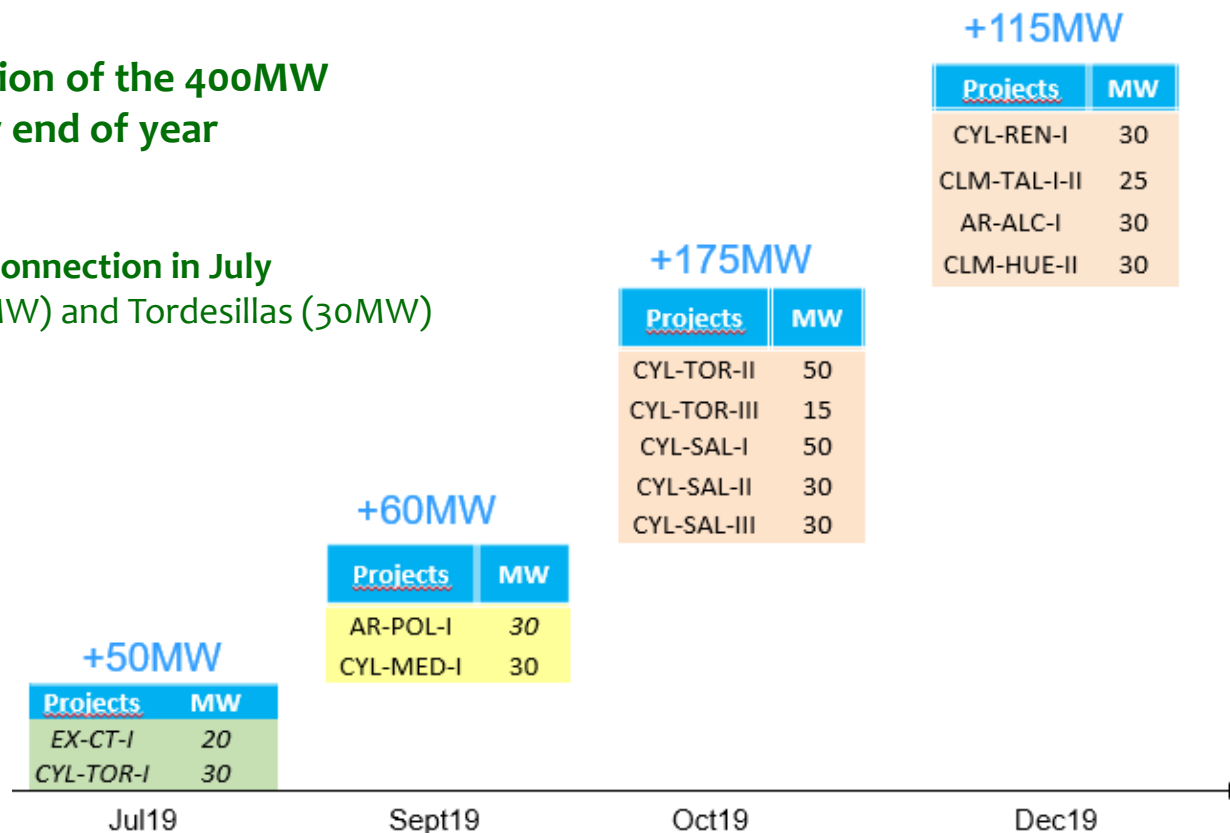 tion of the 400MW
end of year
onnection in July
MW) and Tordesillas (30MW)
+115MW
Projects MW
CYL-REN-I 30
CLM-TAL-I-II 25
AR-ALC-I 30
CLM-HUE-II 30
+175MW
Projects MW
CYL-TOR-II 50
CYL-TOR-III 15
CYL-SAL-I 50
CYL-SAL-II 30
CYL-SAL-III 30
+60MW
Projects MW
AR-POL-I 30
CYL-MED-I 30
+50MW
Projects MW
EX-CT-I 20
CYL-TOR-I 30
Jul19 Sept19 Oct19 Dec19